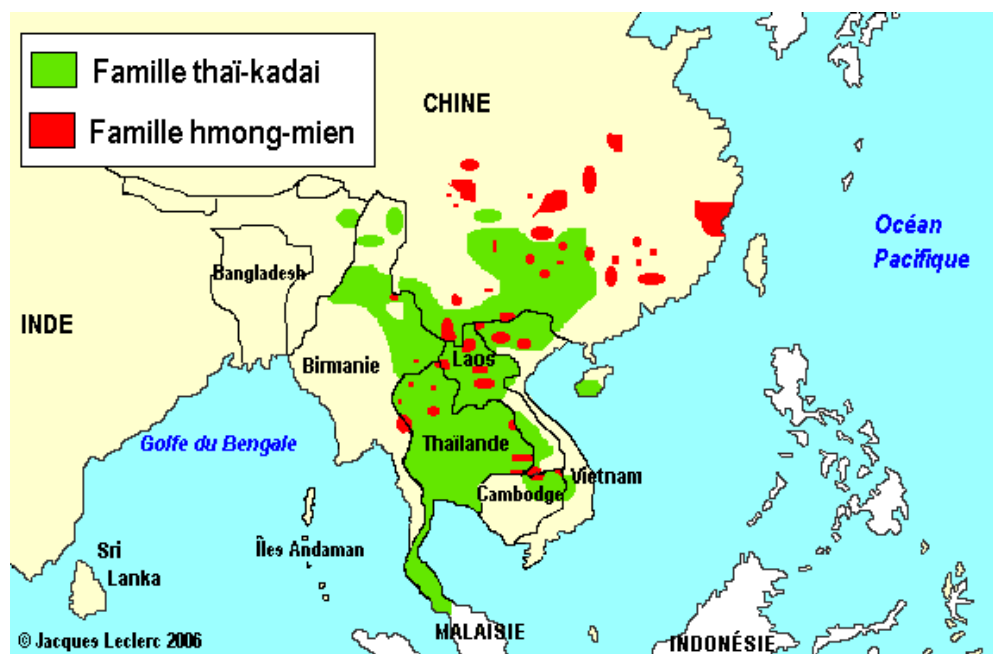 Famille thaï-kadai
Famille hmong-mien
CHINE
Océan
Pacifique
Bangladesh
INDE
Birmanie
Laos
Golfe du Bengale
Thaïlande
Vietnam
Cambodge
Îles Andaman
Sri
Lanka
© Jacques Leclerc 2006
MALAISIE
INDONÉSIE